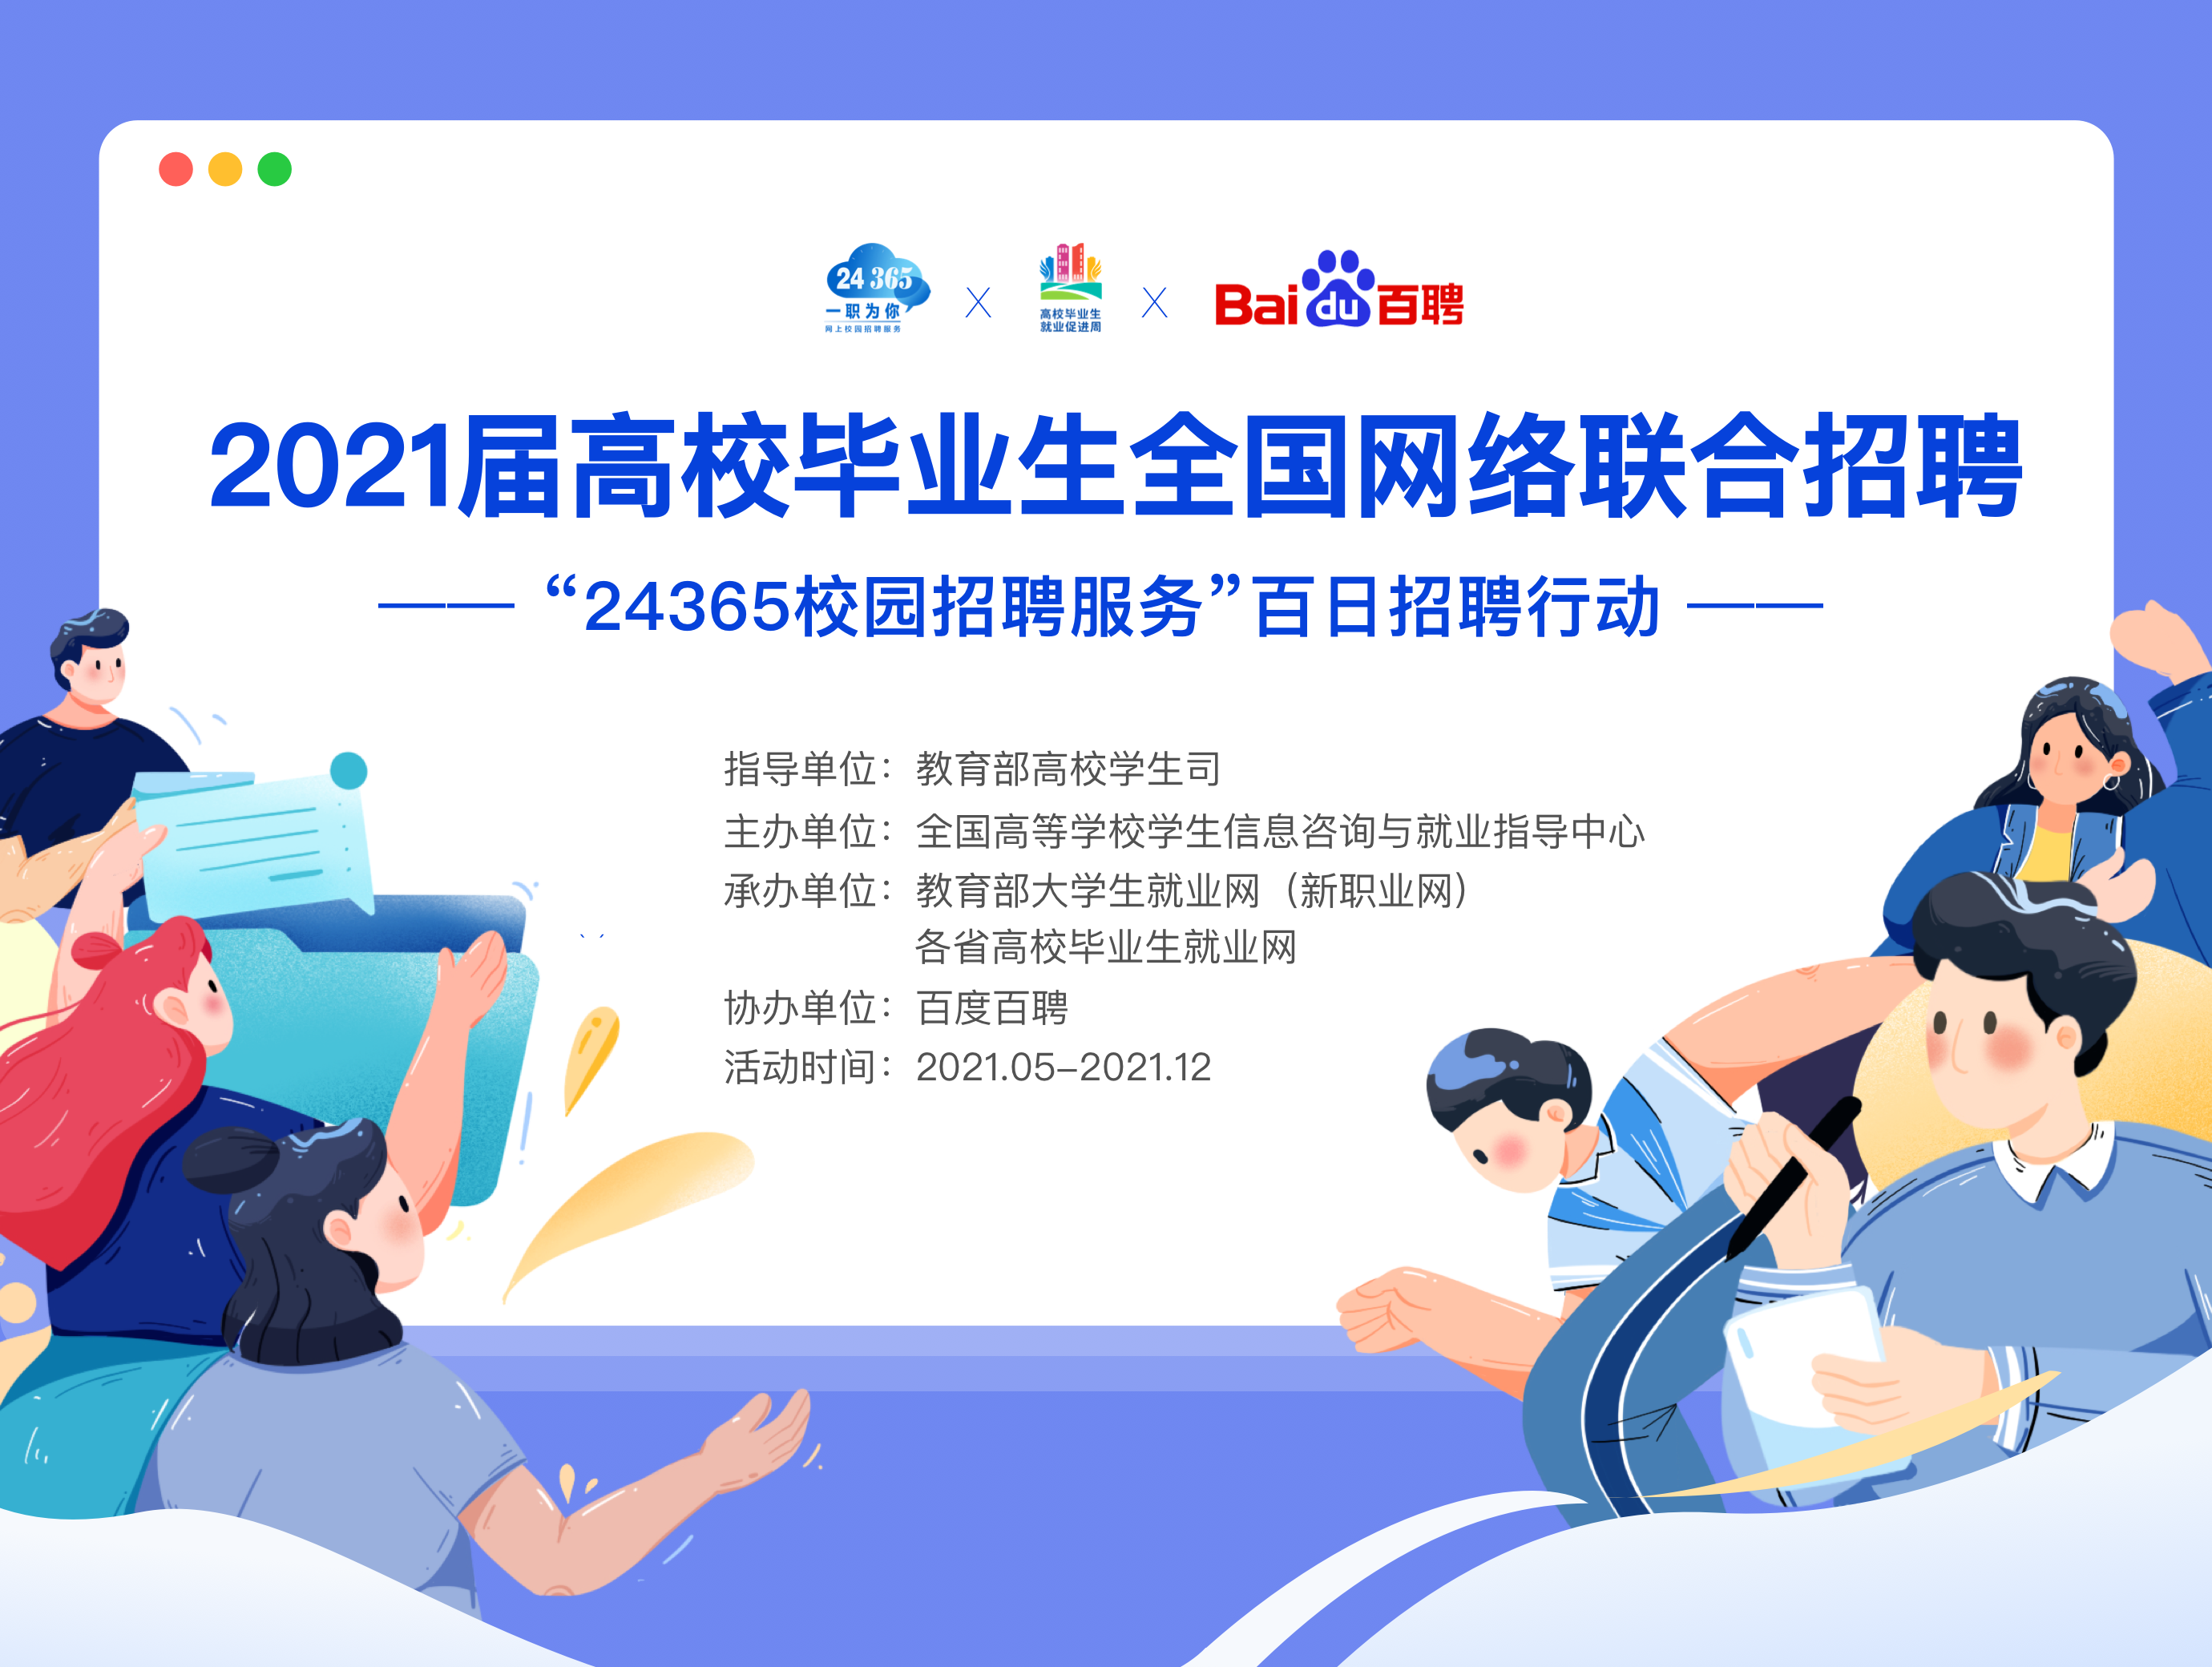 24 365
一职为你
网上校园招聘服务
X
高校毕业生
就业促进周
X
Bai du 百聘
2021届高校毕业生全国网络联合招聘
—— “24365校园招聘服务”百日招聘行动 ——
指导单位：教育部高校学生司
主办单位：全国高等学校学生信息咨询与就业指导中心
承办单位：教育部大学生就业网（新职业网）
各省高校毕业生就业网
协办单位：百度百聘
活动时间：2021.05–2021.12